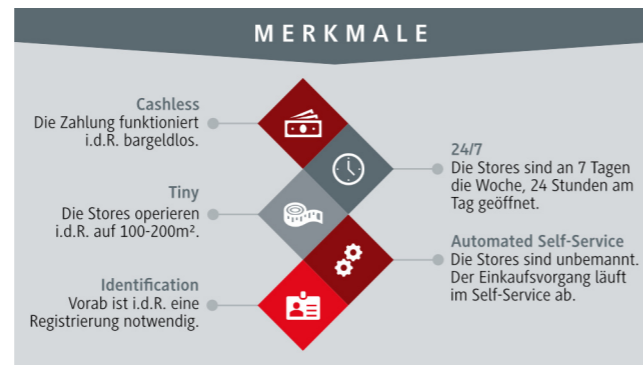 MERKMALE
Cashless
Die Zahlung funktioniert
i.d.R. bargeldlos.
24/7
Die Stores sind an 7 Tagen
die Woche, 24 Stunden am
Tag geöffnet.
Tiny
Die Stores operieren
i.d.R. auf 100-200m².
Automated Self-Service
Die Stores sind unbemannt.
Der Einkaufsvorgang läuft
im Self-Service ab.
Identification
Vorab ist i.d.R. eine
Registrierung notwendig.